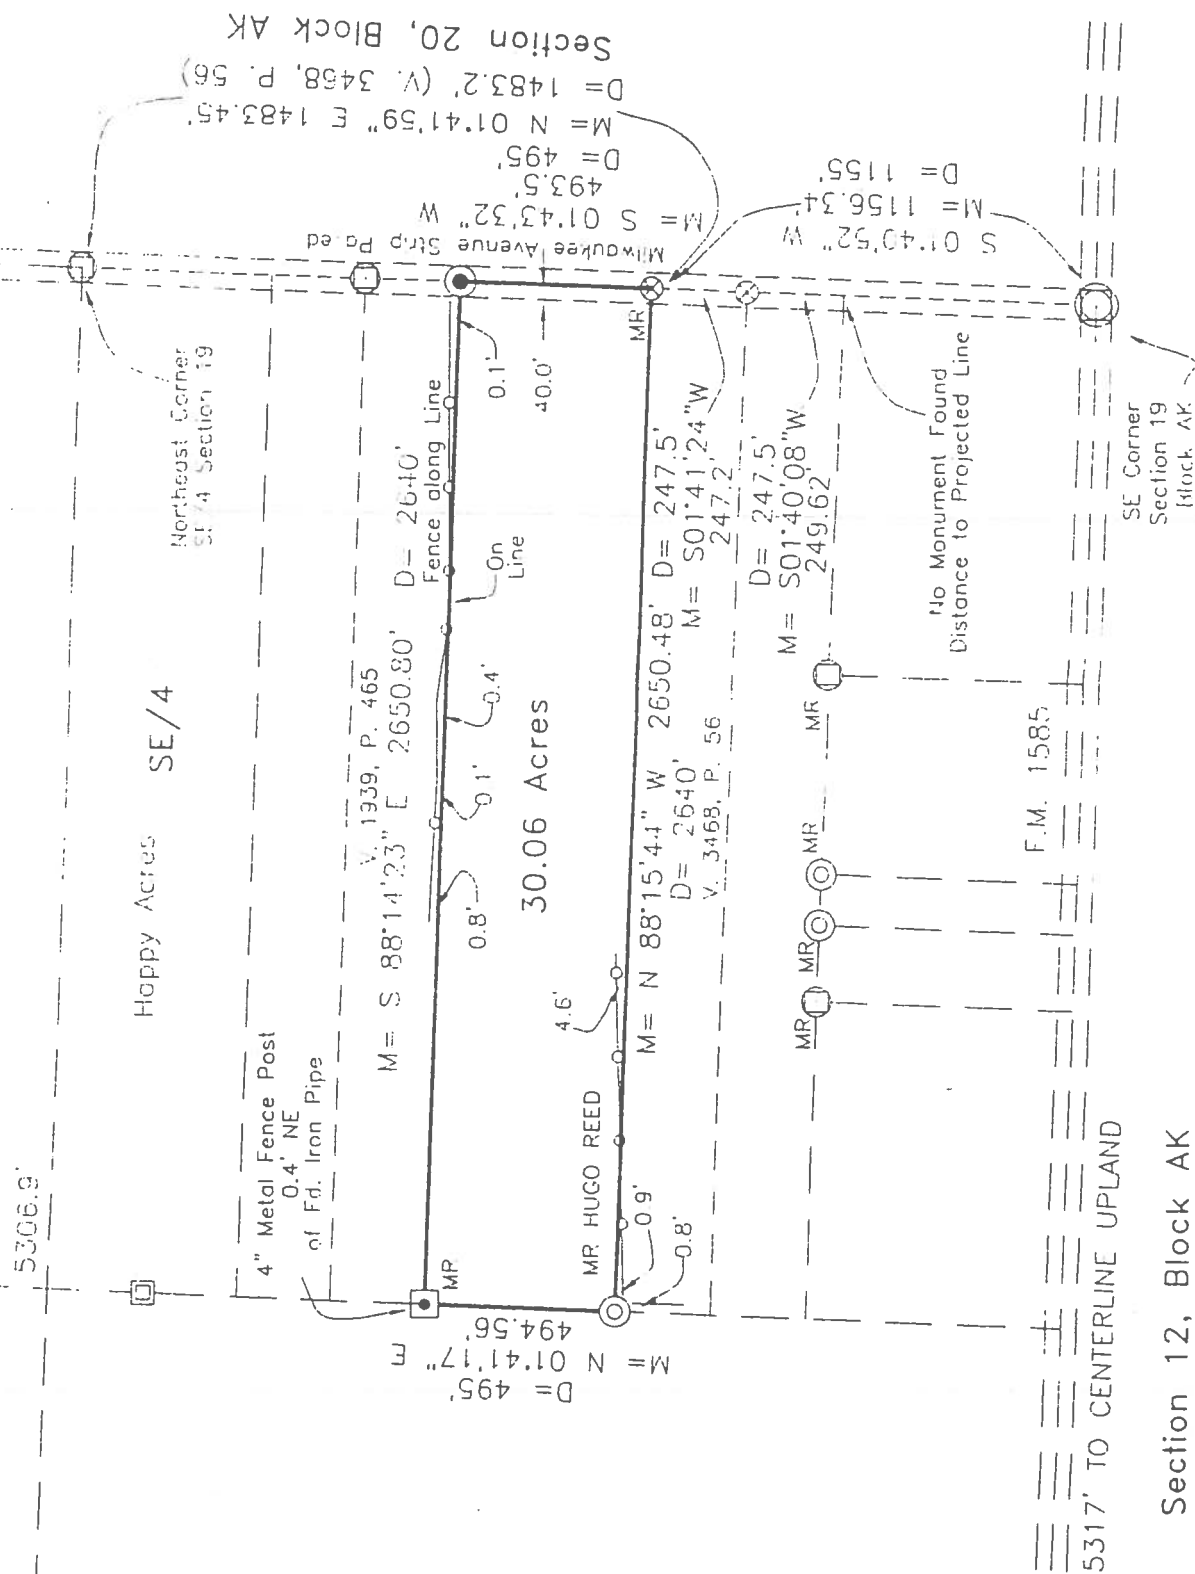 Section 20, Block AK
D= 1483.2' (V. 3468, P. 56)
M= N 01°41'59" E 1483.45'
D= 495'
493.5'
M= S 01°43'32" W
Milwaukee Avenue Strip Paved
D= 1155'
M= 1156.34'
S 01°40'52" W
Northeast Corner
SE/4 Section 19
5306.9'
Happy Acres
SE/4
4" Metal Fence Post
0.4' NE
of Fd. Iron Pipe
V. 1939, P. 465
M= S 88°14'23" E 2650.80'
D= 2640'
Fence along Line
On
Line
0.1'
40.0'
0.4'
0.1'
0.8'
30.06 Acres
MR
MR
4.6'
MR HUGO REED
0.9'
0.8'
D= 495'
M= N 01°41'17" E
494.56'
M= N 88°15'44" W 2650.48'
D= 2640'
V. 3468, P. 56
D= 247.5'
M= S01°41'24"W
247.2'
D= 247.5'
M= S01°40'08"W
249.62'
No Monument Found
Distance to Projected Line
MR
MR
MR
MR
F.M. 1585
SE Corner
Section 19
Block AK
5317' TO CENTERLINE UPLAND
Section 12, Block AK